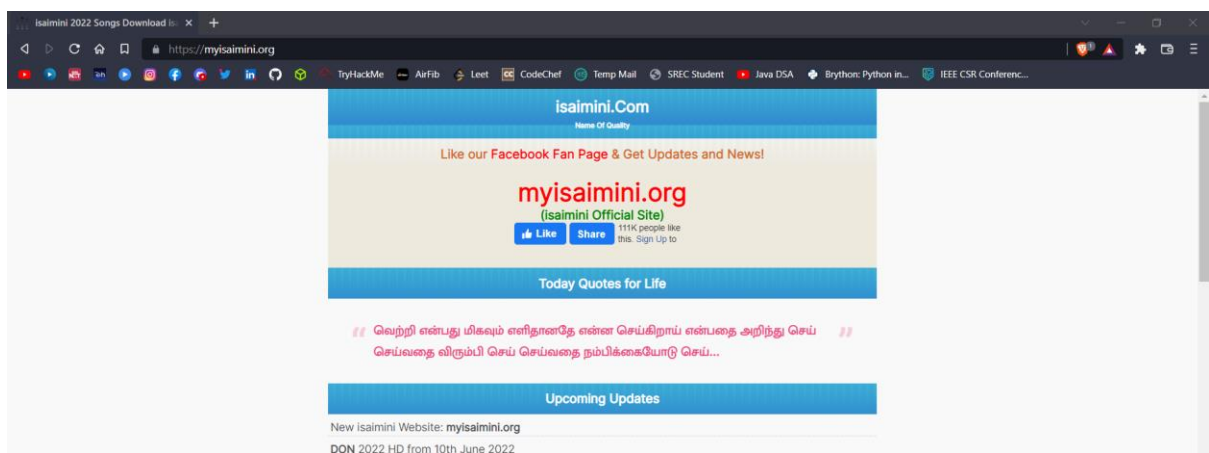 isaimini 2022 Songs Download is
https://myisaimini.org
TryHackMe AirFib Leet CodeChef Temp Mail SREC Student Java DSA Brython: Python in... IEEE CSR Conferenc...
isaimini.Com
Name Of Quality
Like our Facebook Fan Page & Get Updates and News!
myisaimini.org
(isaimini Official Site)
Like Share 111K people like
this. Sign Up to
Today Quotes for Life
வெற்றி என்பது மிகவும் எளிதானதே என்ன செய்கிறாய் என்பதை அறிந்து செய்
செய்வதை விரும்பி செய் செய்வதை நம்பிக்கையோடு செய்...
Upcoming Updates
New isaimini Website: myisaimini.org
DON 2022 HD from 10th June 2022